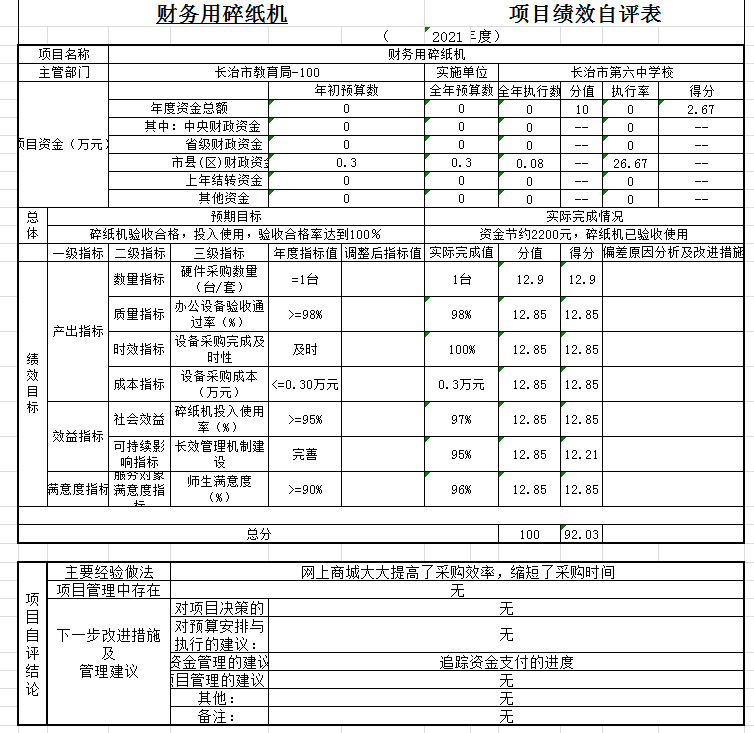 财务用碎纸机 项目绩效自评表
( 2021年度)
项目名称 财务用碎纸机
主管部门 长治市教育局-100 实施单位 长治市第六中学校
项目资金(万元) 年初预算数 全年预算数 全年执行数 分值 执行率 得分
年度资金总额 0 0 0 10 0 2.67
其中：中央财政资金 0 0 0 -- 0 --
省级财政资金 0 0 0 -- 0 --
市县(区)财政资金 0.3 0.3 0.08 -- 26.67 --
上年结转资金 0 0 0 -- 0 --
其他资金 0 0 0 -- 0 --
总体 预期目标 实际完成情况
碎纸机验收合格，投入使用，验收合格率达到100% 资金节约2200元，碎纸机已验收使用
绩效目标 一级指标 二级指标 三级指标 年度指标值 调整后指标值 实际完成值 分值 得分 偏差原因分析及改进措施
产出指标 数量指标 硬件采购数量（台/套） =1台 1台 12.9 12.9
质量指标 办公设备验收通过率（%） >=98% 98% 12.85 12.85
时效指标 设备采购完成及时性 及时 100% 12.85 12.85
成本指标 设备采购成本（万元） <=0.30万元 0.3万元 12.85 12.85
效益指标 社会效益 碎纸机投入使用率（%） >=95% 97% 12.85 12.85
可持续影响指标 长效管理机制建设 完善 95% 12.85 12.21
满意度指标 服务对象满意度指标 师生满意度（%） >=90% 96% 12.85 12.85
总分 100 92.03
项目自评结论 主要经验做法 网上商城大大提高了采购效率，缩短了采购时间
项目管理中存在 无
下一步改进措施及管理建议 对项目决策的 无
对预算安排与执行的建议： 无
资金管理的建议 追踪资金支付的进度
项目管理的建议 无
其他： 无
备注： 无